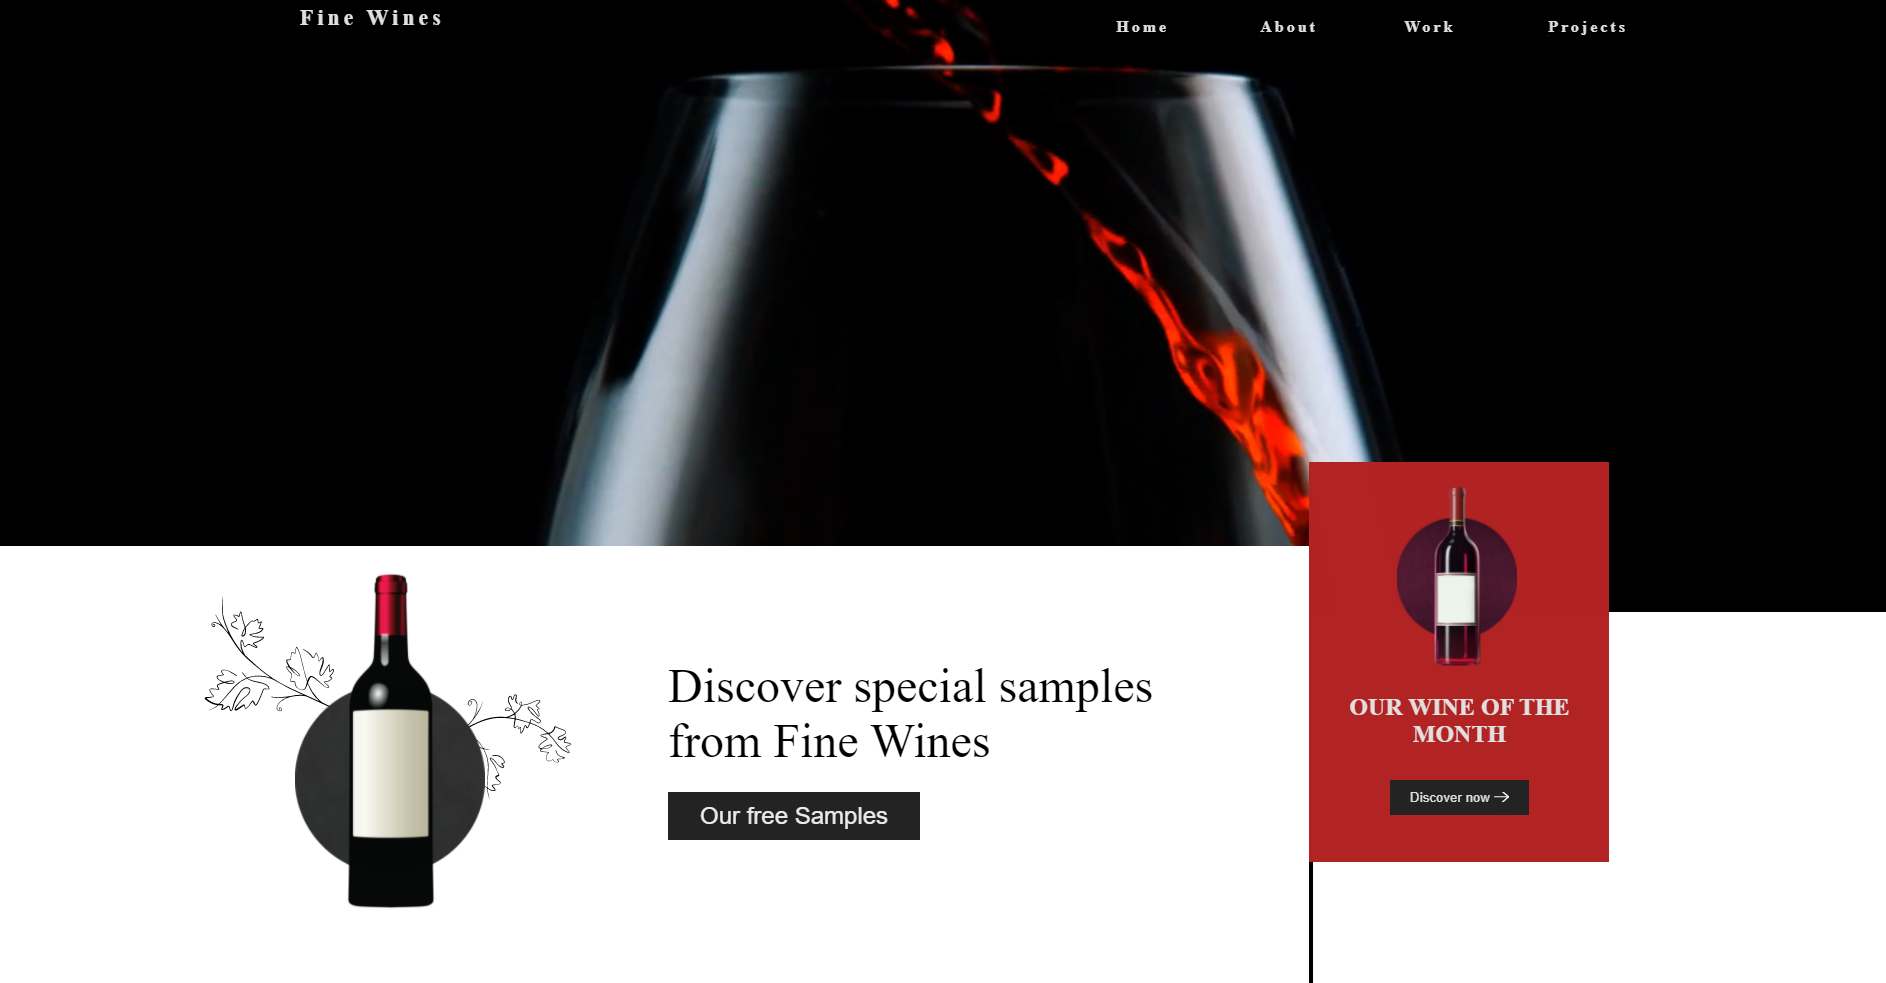 Fine Wines
Home About Work Projects
Discover special samples
from Fine Wines
Our free Samples
OUR WINE OF THE
MONTH
Discover now →